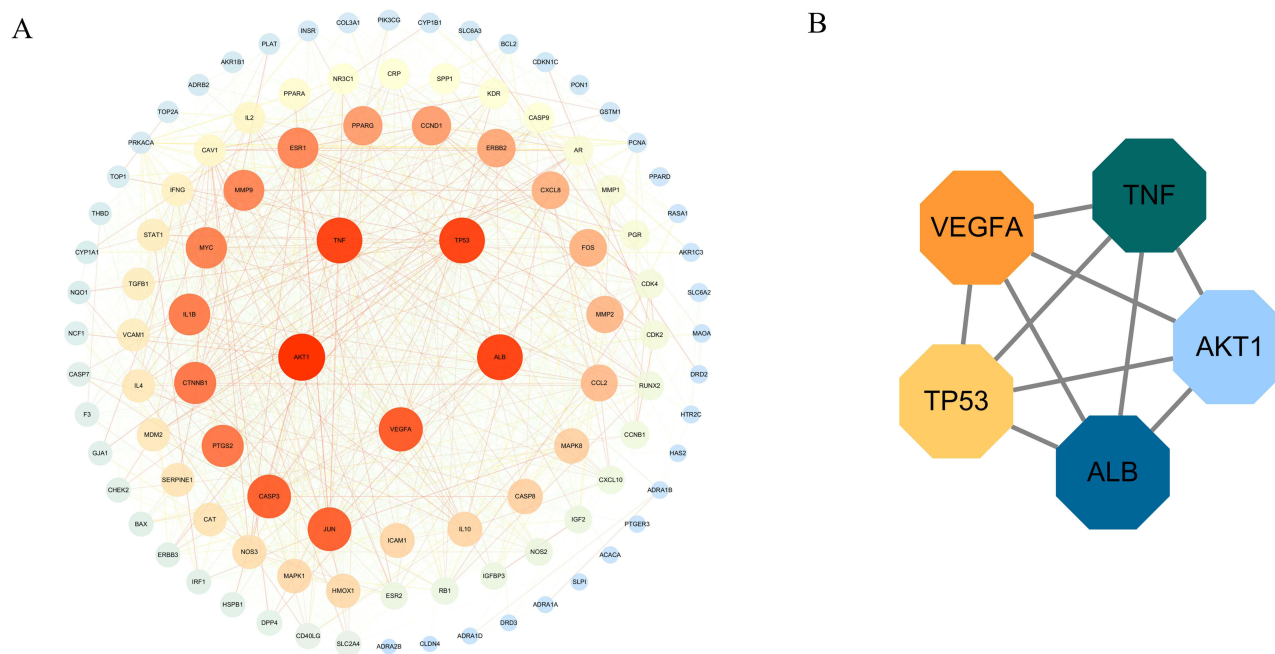 A
B
COL3A1
PIK3CG
CYP1B1
SLC6A3
BCL2
CDKN1C
PON1
GSTM1
PCNA
PPARD
RASA1
AKR1C3
SLC6A2
MAOA
DRD2
HTR2C
HAS2
ADRA1B
PTGER3
ACACA
SLPI
ADRA1A
DRD3
ADRA1D
CLDN4
ADRA2B
SLC2A4
CD40LG
DPP4
HSPB1
IRF1
ERBB3
BAX
CHEK2
GJA1
F3
CASP7
NCF1
NQO1
CYP1A1
THBD
TOP1
PRKACA
TOP2A
ADRB2
AKR1B1
PLAT
INSR
NR3C1
CRP
SPP1
KDR
CASP9
AR
MMP1
PGR
CDK4
CDK2
RUNX2
CCNB1
CXCL10
IGF2
NOS2
IGFBP3
RB1
ESR2
HMOX1
MAPK1
NOS3
CAT
SERPINE1
MDM2
IL4
VCAM1
TGFB1
STAT1
IFNG
CAV1
IL2
PPARA
PPARG
CCND1
ERBB2
CXCL8
FOS
MMP2
CCL2
MAPK8
CASP8
IL10
ICAM1
JUN
CASP3
PTGS2
CTNNB1
IL1B
MYC
MMP9
ESR1
TNF
TP53
AKT1
ALB
VEGFA
TNF
VEGFA
AKT1
TP53
ALB